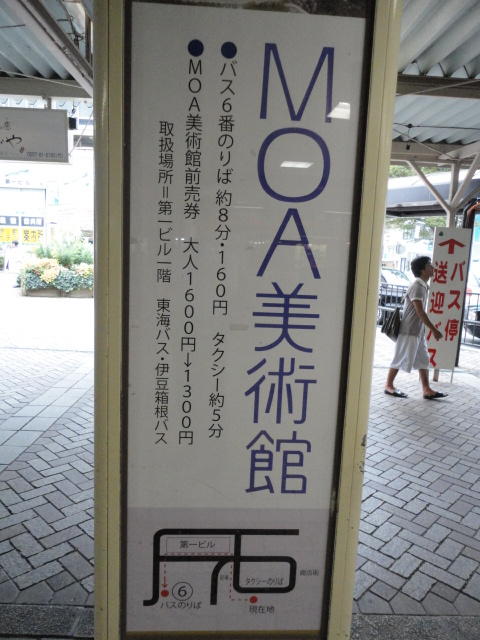 MOA美術館
●バス6番のりば 約8分・160円 タクシー約5分
●MOA美術館前売券 大人1600円→1300円
取扱場所=第一ビル一階 東海バス・伊豆箱根バス
第一ビル
⑥
バスのりば
タクシーのりば
現在地
↑バス停
送迎バス